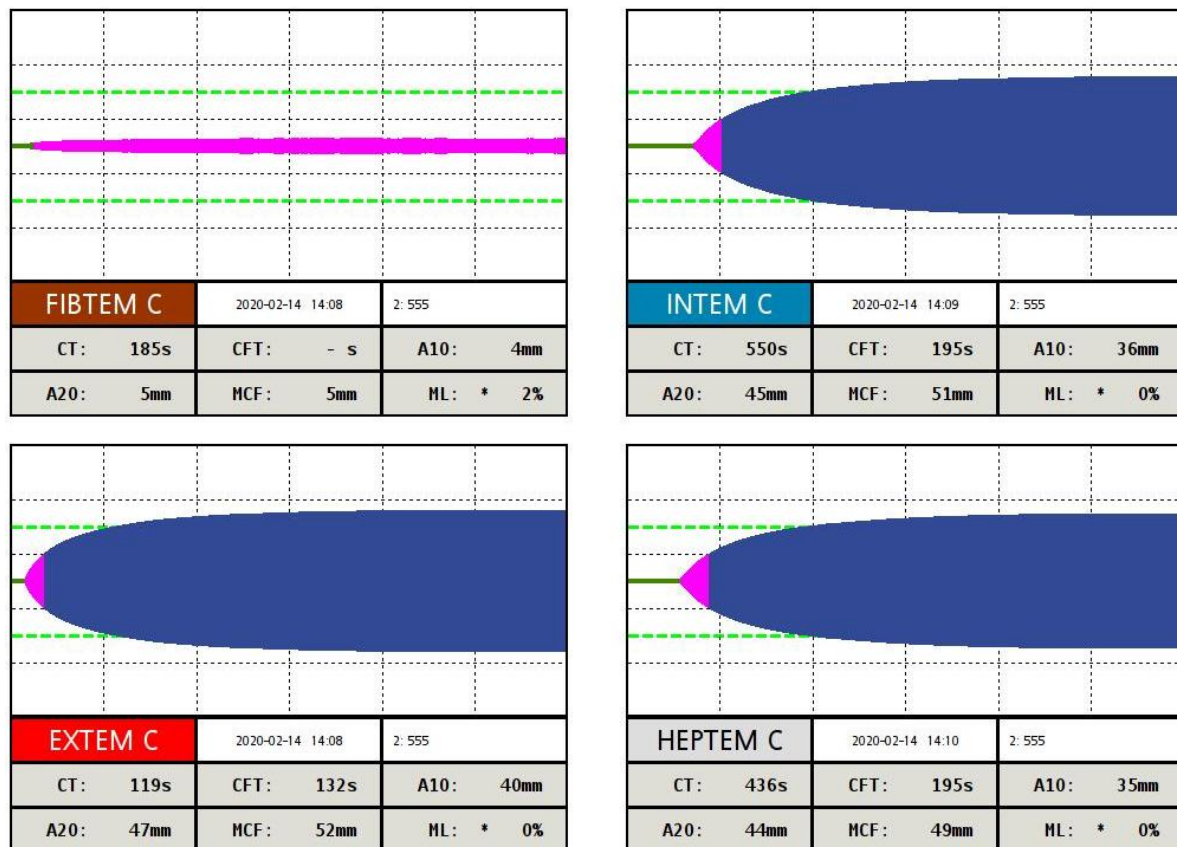 FIBTEM C 2020-02-14 14:08 2: 555
CT: 185s CFT: - s A10: 4mm
A20: 5mm MCF: 5mm ML: * 2%
INTEM C 2020-02-14 14:09 2: 555
CT: 550s CFT: 195s A10: 36mm
A20: 45mm MCF: 51mm ML: * 0%
EXTEM C 2020-02-14 14:08 2: 555
CT: 119s CFT: 132s A10: 40mm
A20: 47mm MCF: 52mm ML: * 0%
HEPTEM C 2020-02-14 14:10 2: 555
CT: 436s CFT: 195s A10: 35mm
A20: 44mm MCF: 49mm ML: * 0%